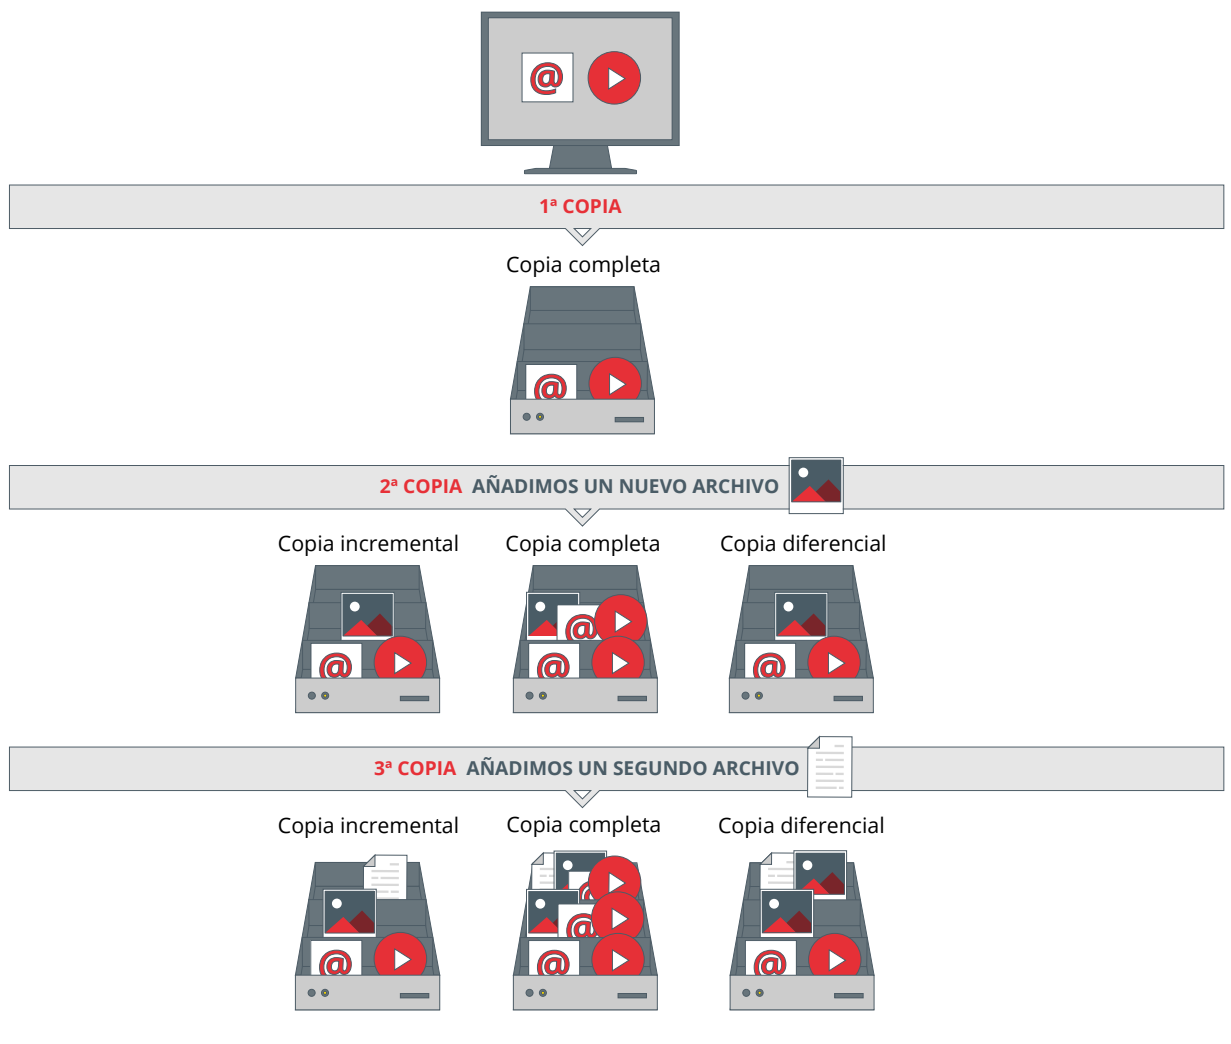 @
1ª COPIA
Copia completa
@
2ª COPIA AÑADIMOS UN NUEVO ARCHIVO
Copia incremental Copia completa Copia diferencial
@
@ @ @
3ª COPIA AÑADIMOS UN SEGUNDO ARCHIVO
Copia incremental Copia completa Copia diferencial
@
@
@ @ @